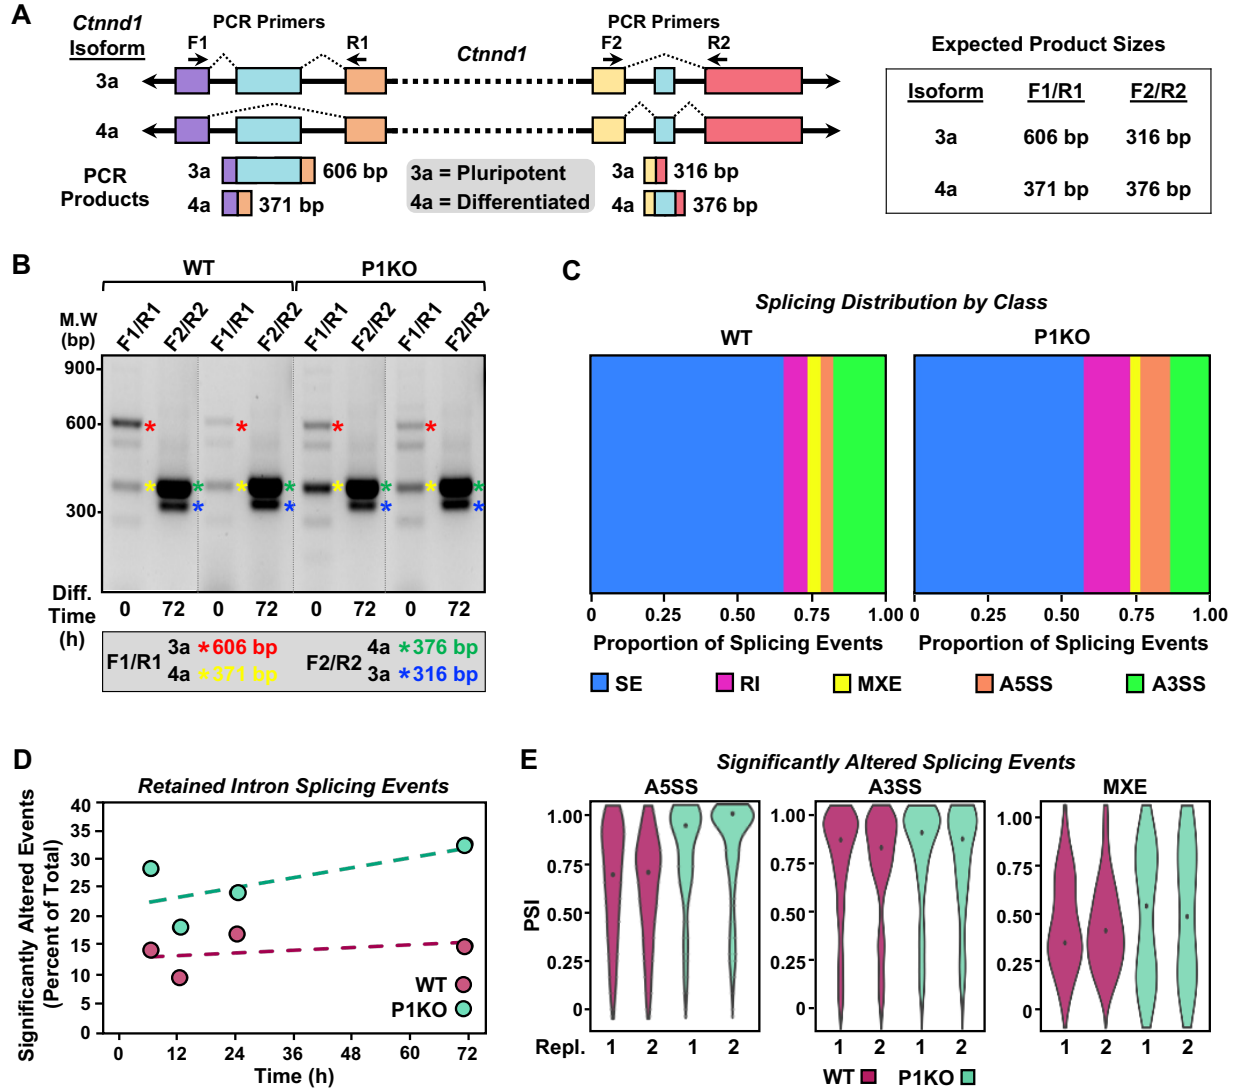 A
Ctnnd1
Isoform
PCR Primers
F1
R1
Ctnnd1
PCR Primers
F2
R2
3a
4a
PCR
Products
3a 606 bp
4a 371 bp
3a = Pluripotent
4a = Differentiated
3a 316 bp
4a 376 bp
Expected Product Sizes
Isoform F1/R1 F2/R2
3a 606 bp 316 bp
4a 371 bp 376 bp
B
WT P1KO
M.W
(bp)
F1/R1 F2/R2 F1/R1 F2/R2 F1/R1 F2/R2 F1/R1 F2/R2
900
600
300
* * * *
* * * * * * * *
* * * *
Diff.
Time
(h)
0 72 0 72 0 72 0 72
F1/R1
3a *606 bp
4a *371 bp
F2/R2
4a *376 bp
3a *316 bp
C
Splicing Distribution by Class
WT P1KO
0 0.25 0.50 0.75 1.00
0 0.25 0.50 0.75 1.00
Proportion of Splicing Events
Proportion of Splicing Events
SE RI MXE A5SS A3SS
D
Retained Intron Splicing Events
Significantly Altered Events
(Percent of Total)
40
35
30
25
20
15
10
5
0
WT
P1KO
0 12 24 36 48 60 72
Time (h)
E
Significantly Altered Splicing Events
A5SS A3SS MXE
PSI
1.00
0.75
0.50
0.25
0
1.00
0.75
0.50
0.25
0
1.00
0.75
0.50
0.25
0
Repl. 1 2 1 2
1 2 1 2
1 2 1 2
WT P1KO